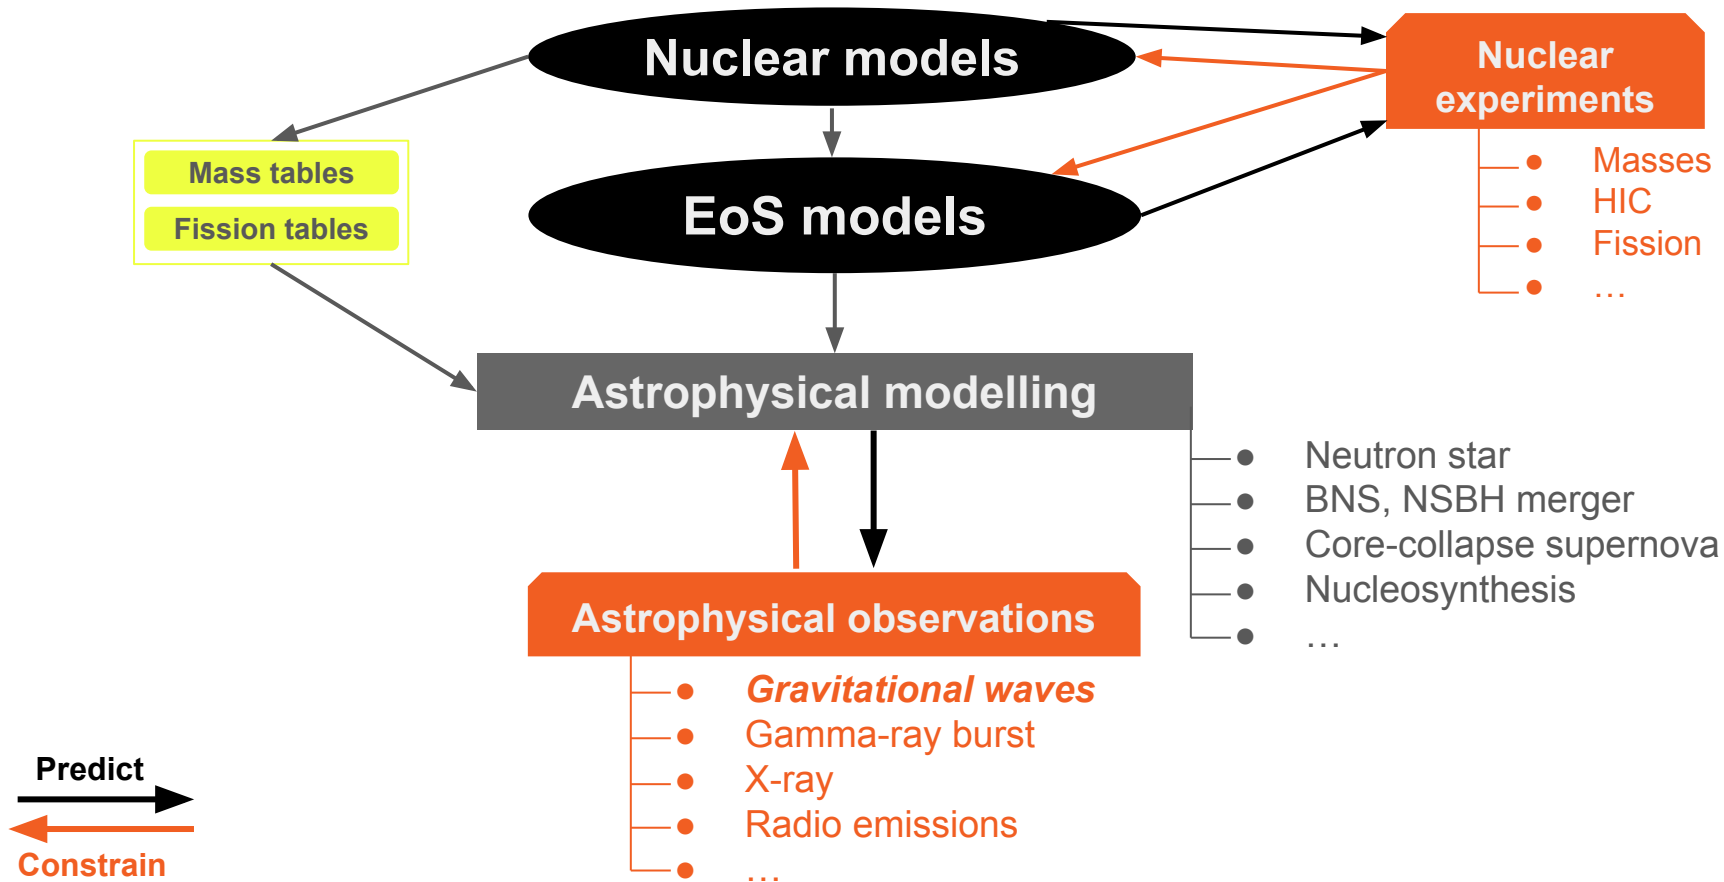 Nuclear models
Nuclear
experiments
Masses
HIC
Fission
…
Mass tables
Fission tables
EoS models
Astrophysical modelling
Neutron star
BNS, NSBH merger
Core-collapse supernova
Nucleosynthesis
…
Astrophysical observations
Gravitational waves
Gamma-ray burst
X-ray
Radio emissions
…
Predict
Constrain